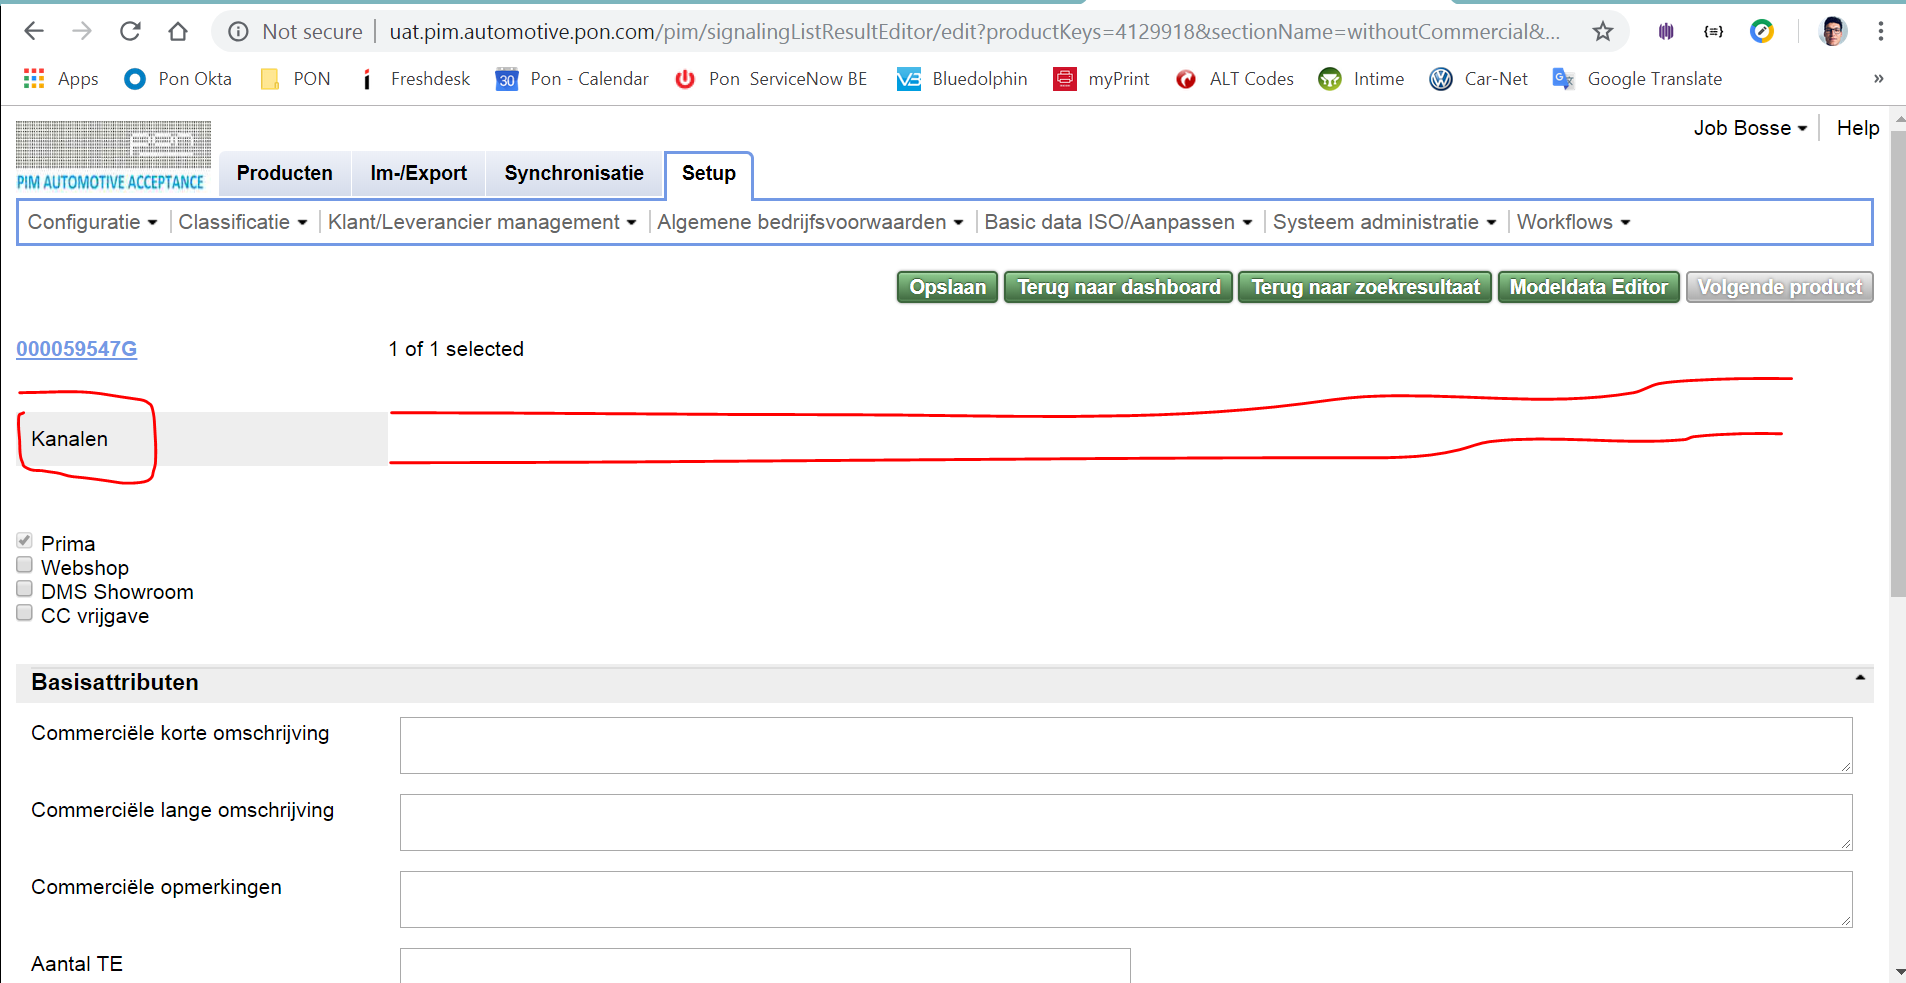 Not secure | uat.pim.automotive.pon.com/pim/signalingListResultEditor/edit?productKeys=4129918&sectionName=withoutCommercial&...
Apps Pon Okta PON Freshdesk 30 Pon - Calendar Pon ServiceNow BE Bluedolphin myPrint ALT Codes Intime Car-Net Google Translate »
Job Bosse Help
pon
PIM AUTOMOTIVE ACCEPTANCE
Producten Im-/Export Synchronisatie Setup
Configuratie Classificatie Klant/Leverancier management Algemene bedrijfsvoorwaarden Basic data ISO/Aanpassen Systeem administratie Workflows
Opslaan Terug naar dashboard Terug naar zoekresultaat Modeldata Editor Volgende product
000059547G 1 of 1 selected
Kanalen
Prima
Webshop
DMS Showroom
CC vrijgave
Basisattributen
Commerciële korte omschrijving
Commerciële lange omschrijving
Commerciële opmerkingen
Aantal TE